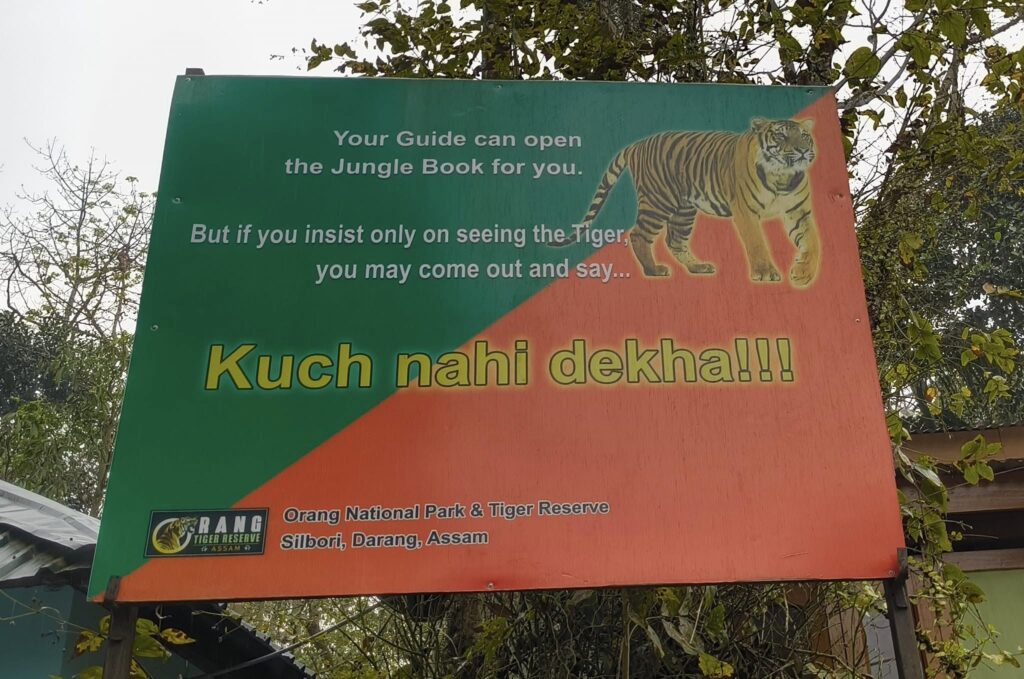 Your Guide can open
the Jungle Book for you.
But if you insist only on seeing the Tiger,
you may come out and say...
Kuch nahi dekha!!!
ORANG
TIGER RESERVE
ASSAM
Orang National Park & Tiger Reserve
Silbori, Darang, Assam